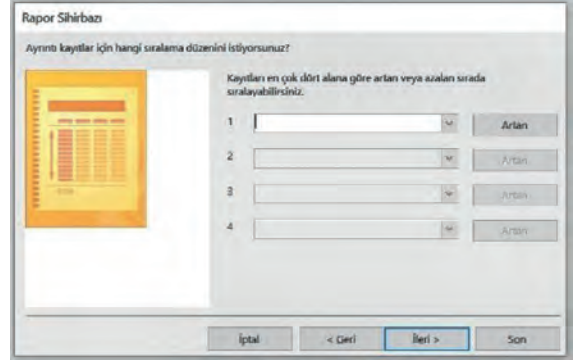 Rapor Sihirbazı
Ayrıntı kayıtlar için hangi sıralama düzenini istiyorsunuz?
Kayıtları en çok dört alana göre artan veya azalan sırada
sıralayabilirsiniz.
1 Artan
2 Artan
3 Artan
4 Artan
İptal < Geri İleri > Son